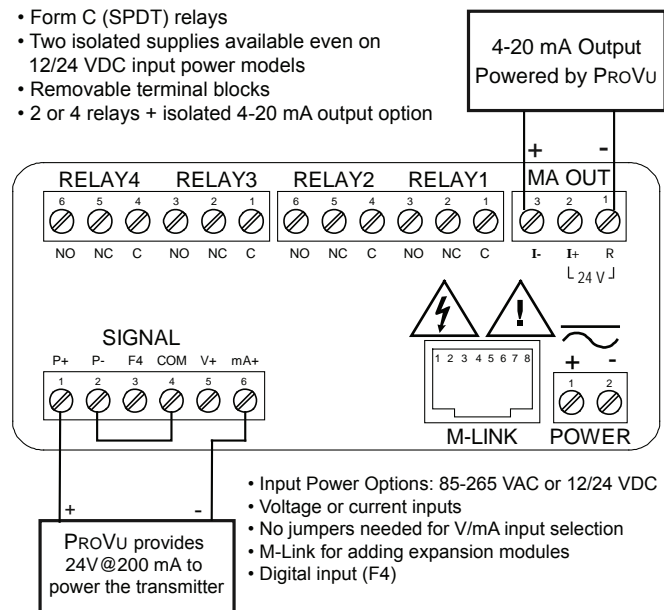 • Form C (SPDT) relays
• Two isolated supplies available even on
12/24 VDC input power models
• Removable terminal blocks
• 2 or 4 relays + isolated 4-20 mA output option
4-20 mA Output
Powered by PROVU
+ -
RELAY4 RELAY3 RELAY2 RELAY1 MA OUT
6 5 4 3 2 1 6 5 4 3 2 1 3 2 1
NO NC C NO NC C NO NC C NO NC C I- I+ R
24 V
SIGNAL
P+ P- F4 COM V+ mA+
1 2 3 4 5 6
!
1 2 3 4 5 6 7 8
M-LINK
+ -
1 2
POWER
+ -
PROVU provides
24V@200 mA to
power the transmitter
• Input Power Options: 85-265 VAC or 12/24 VDC
• Voltage or current inputs
• No jumpers needed for V/mA input selection
• M-Link for adding expansion modules
• Digital input (F4)